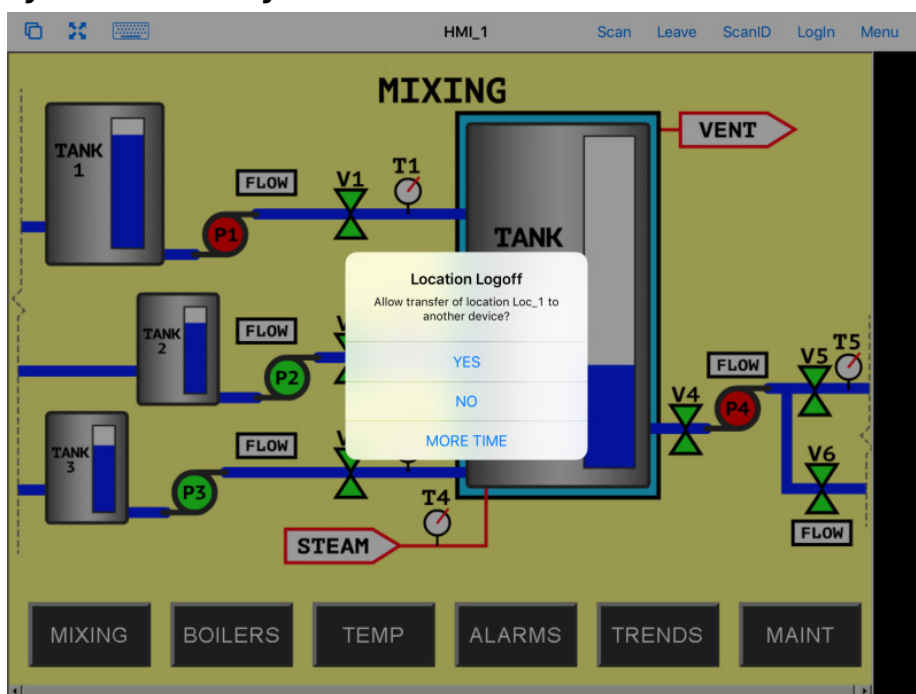 HMI_1
Scan
Leave
ScanID
LogIn
Menu
MIXING
VENT
TANK
1
FLOW
V1
T1
P1
TANK
Location Logoff
Allow transfer of location Loc_1 to
another device?
YES
NO
MORE TIME
TANK
2
FLOW
P2
V4
FLOW
P4
V5
T5
TANK
3
FLOW
P3
V6
FLOW
T4
STEAM
MIXING
BOILERS
TEMP
ALARMS
TRENDS
MAINT